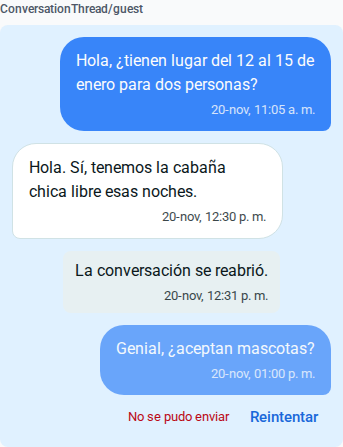 ConversationThread/guest
Hola, ¿tienen lugar del 12 al 15 de
enero para dos personas?
20-nov, 11:05 a. m.
Hola. Sí, tenemos la cabaña
chica libre esas noches.
20-nov, 12:30 p. m.
La conversación se reabrió.
20-nov, 12:31 p. m.
Genial, ¿aceptan mascotas?
20-nov, 01:00 p. m.
No se pudo enviar Reintentar